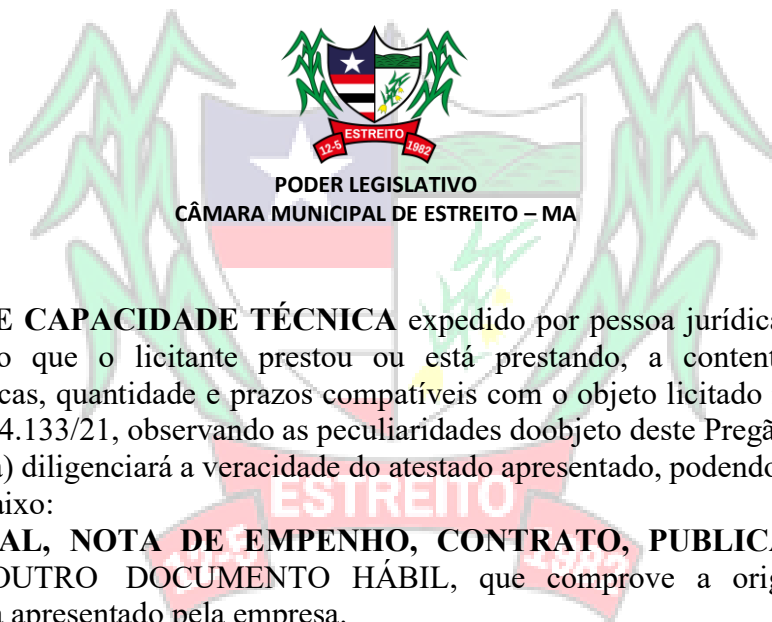 ESTREITO
12-5 1982
PODER LEGISLATIVO
CÂMARA MUNICIPAL DE ESTREITO – MA
E CAPACIDADE TÉCNICA expedido por pessoa jurídica
o que o licitante prestou ou está prestando, a content
cas, quantidade e prazos compatíveis com o objeto licitado
4.133/21, observando as peculiaridades doobjeto deste Pregã
) diligenciará a veracidade do atestado apresentado, podendo
aixo:
ESTREITO
AL, NOTA DE EMPENHO, CONTRATO, PUBLICA
12-5 1982
OUTRO DOCUMENTO HÁBIL, que comprove a orig
apresentado pela empresa.